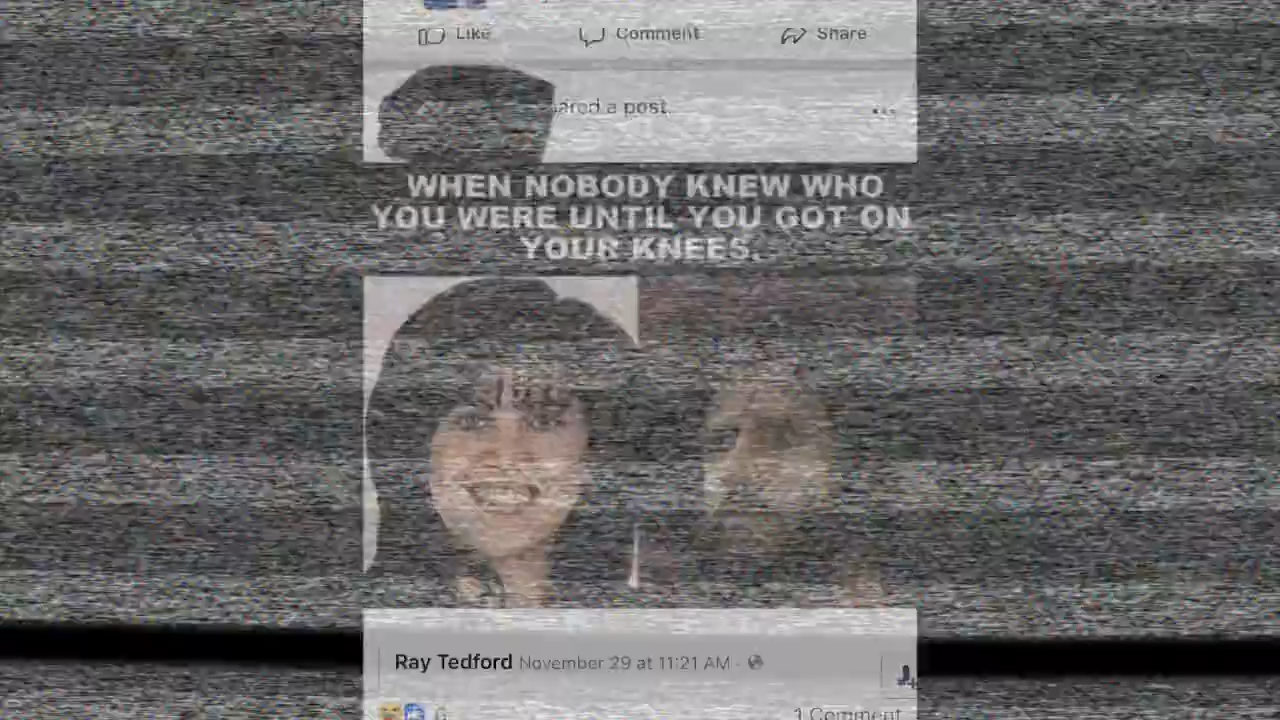 Like Comment Share
ared a post.
WHEN NOBODY KNEW WHO
YOU WERE UNTIL YOU GOT ON
YOUR KNEES.
Ray Tedford November 29 at 11:21 AM ·
6 1 Comment